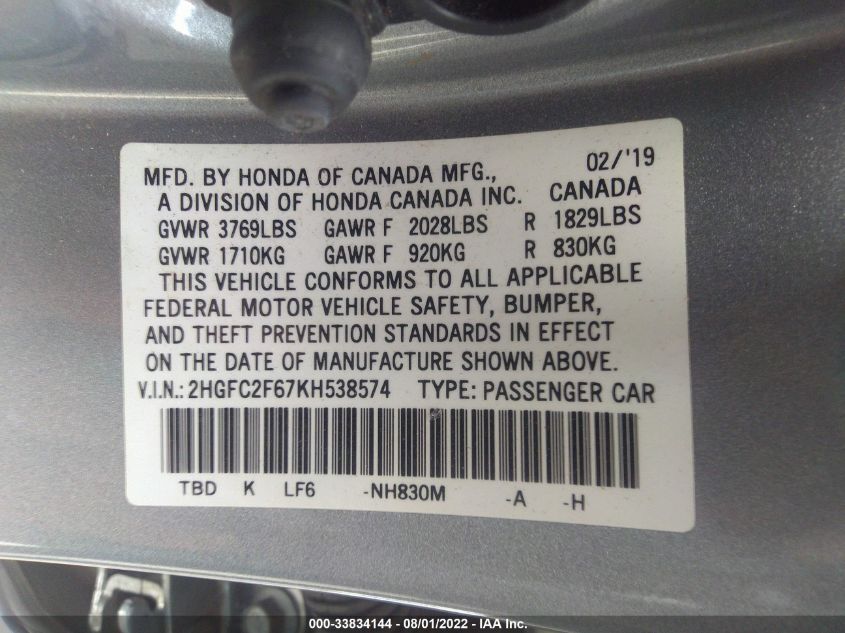 02/'19
MFD. BY HONDA OF CANADA MFG.,
A DIVISION OF HONDA CANADA INC. CANADA
GVWR 3769LBS GAWR F 2028LBS R 1829LBS
GVWR 1710KG GAWR F 920KG R 830KG
THIS VEHICLE CONFORMS TO ALL APPLICABLE
FEDERAL MOTOR VEHICLE SAFETY, BUMPER,
AND THEFT PREVENTION STANDARDS IN EFFECT
ON THE DATE OF MANUFACTURE SHOWN ABOVE.
V.I.N.: 2HGFC2F67KH538574 TYPE: PASSENGER CAR
TBD K LF6 -NH830M -A -H
000-33834144 - 08/01/2022 - IAA Inc.